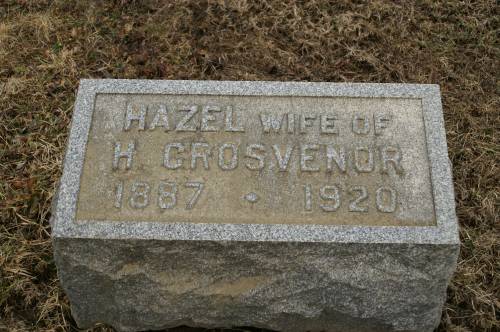 HAZEL WIFE OF
H. GROSVENOR
1887 • 1920